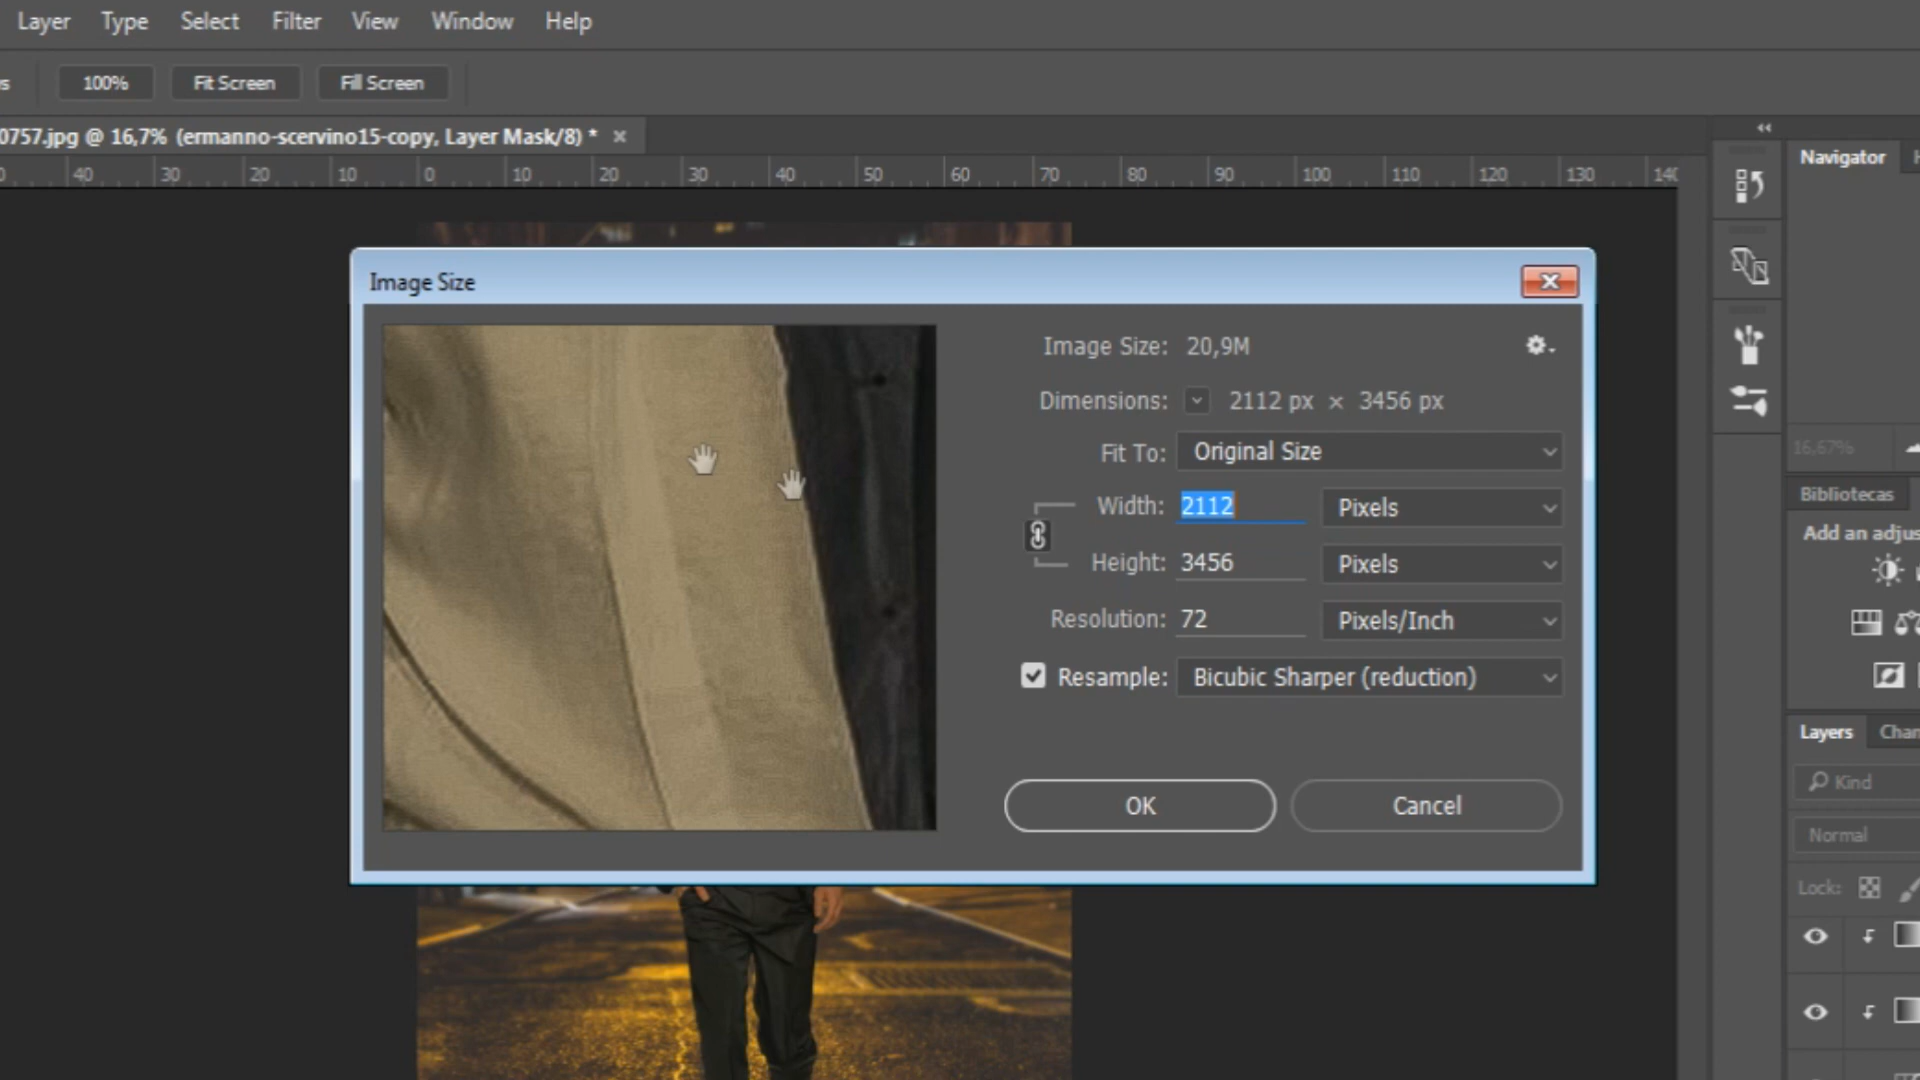 Layer Type Select Filter View Window Help
100% Fit Screen Fill Screen
0757.jpg @ 16,7% (ermanno-scervino15-copy, Layer Mask/8) * ×
40 30 20 10 0 10 20 30 40 50 60 70 80 90 100 110 120 130
Navigator
Image Size
Image Size: 20,9M
Dimensions: 2112 px × 3456 px
Fit To: Original Size
16,67%
Width: 2112 Pixels
Bibliotecas
Add an adjus
Height: 3456 Pixels
Resolution: 72 Pixels/Inch
Resample: Bicubic Sharper (reduction)
Layers Chan
Kind
OK Cancel
Normal
Lock: